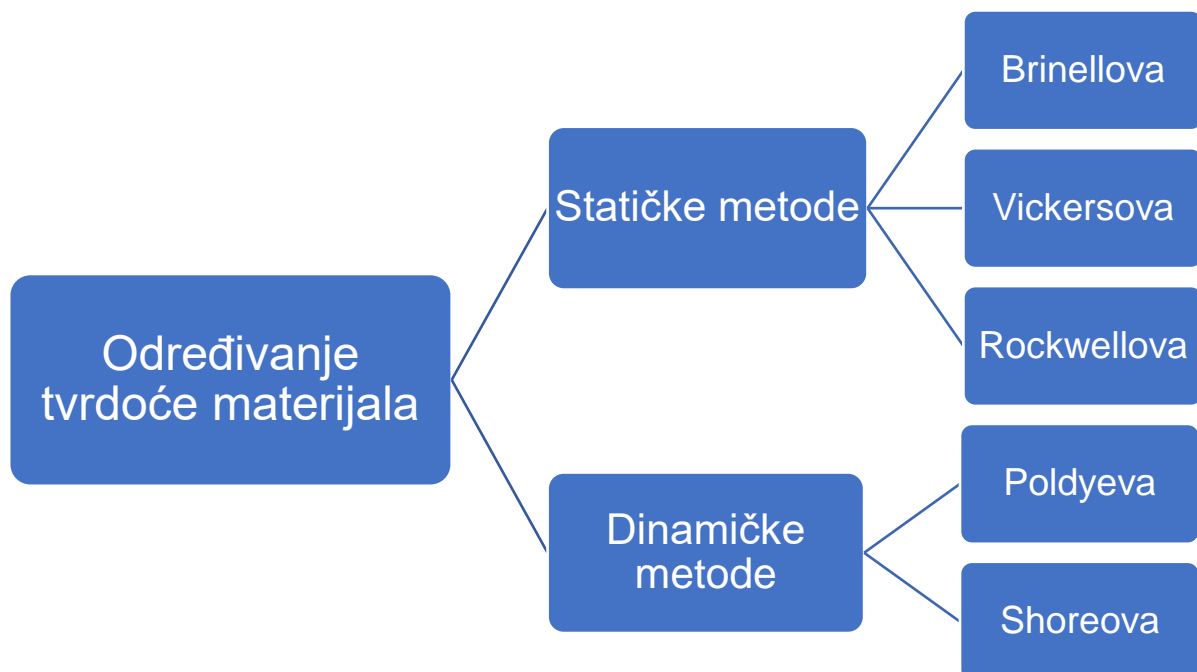 Određivanje
tvrdoće materijala
Statičke metode
Brinellova
Vickersova
Rockwellova
Dinamičke
metode
Poldyeva
Shoreova